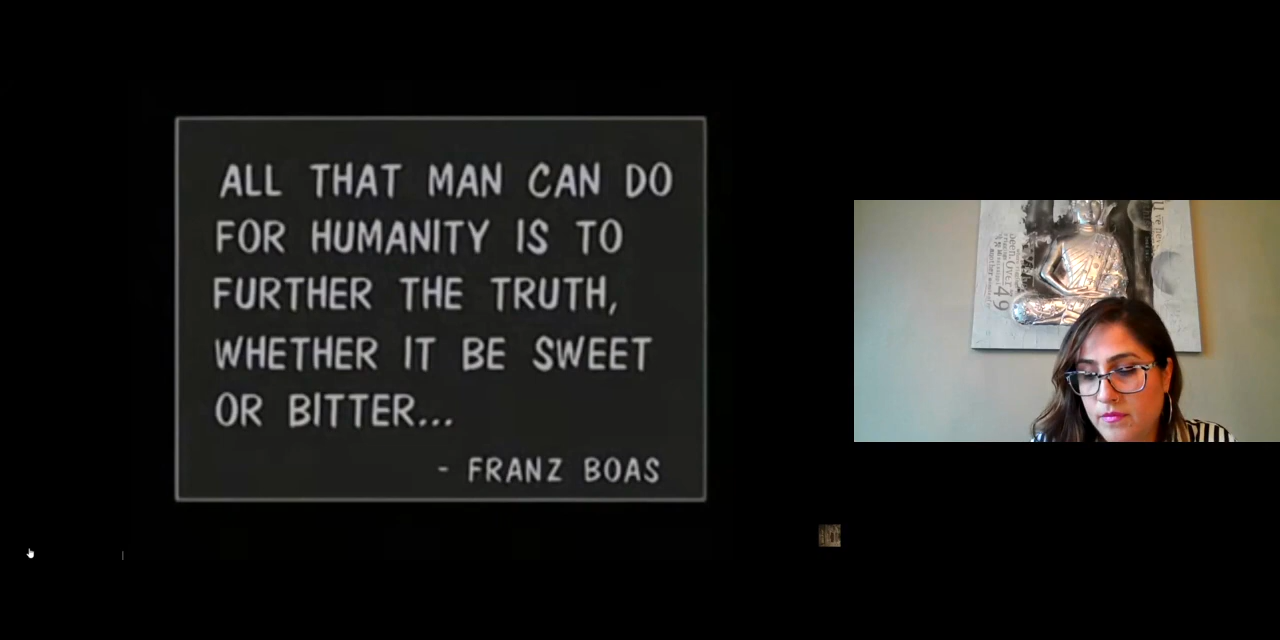 ALL THAT MAN CAN DO
FOR HUMANITY IS TO
FURTHER THE TRUTH,
WHETHER IT BE SWEET
OR BITTER...
- FRANZ BOAS